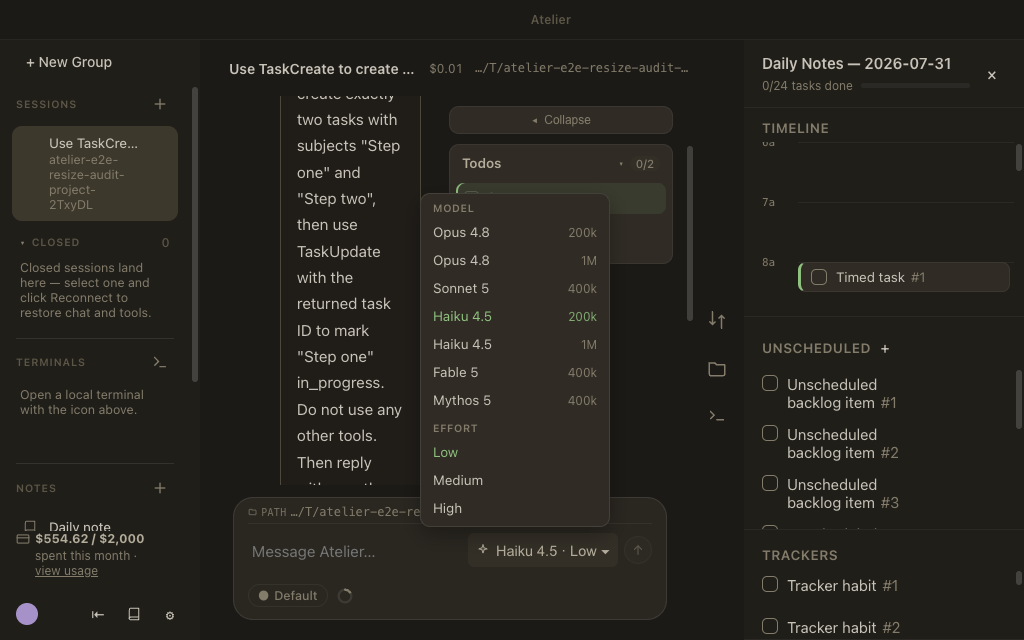 Atelier
+ New Group
SESSIONS
Use TaskCre...
atelier-e2e-
resize-audit-
project-
2TxyDL
CLOSED 0
Closed sessions land
here — select one and
click Reconnect to
restore chat and tools.
TERMINALS
Open a local terminal
with the icon above.
NOTES
Daily note
$554.62 / $2,000
spent this month ·
view usage
Use TaskCreate to create ... $0.01 …/T/atelier-e2e-resize-audit-…
create exactly
two tasks with
subjects "Step
one" and
"Step two",
then use
TaskUpdate
with the
returned task
ID to mark
"Step one"
in_progress.
Do not use any
other tools.
Then reply
◂ Collapse
Todos • 0/2
MODEL
Opus 4.8 200k
Opus 4.8 1M
Sonnet 5 400k
Haiku 4.5 200k
Haiku 4.5 1M
Fable 5 400k
Mythos 5 400k
EFFORT
Low
Medium
High
PATH …/T/atelier-e2e-re
Message Atelier...
Haiku 4.5 · Low
Default
Daily Notes — 2026-07-31
0/24 tasks done
×
TIMELINE
6a
7a
8a
Timed task #1
UNSCHEDULED +
Unscheduled
backlog item #1
Unscheduled
backlog item #2
Unscheduled
backlog item #3
TRACKERS
Tracker habit #1
Tracker habit #2